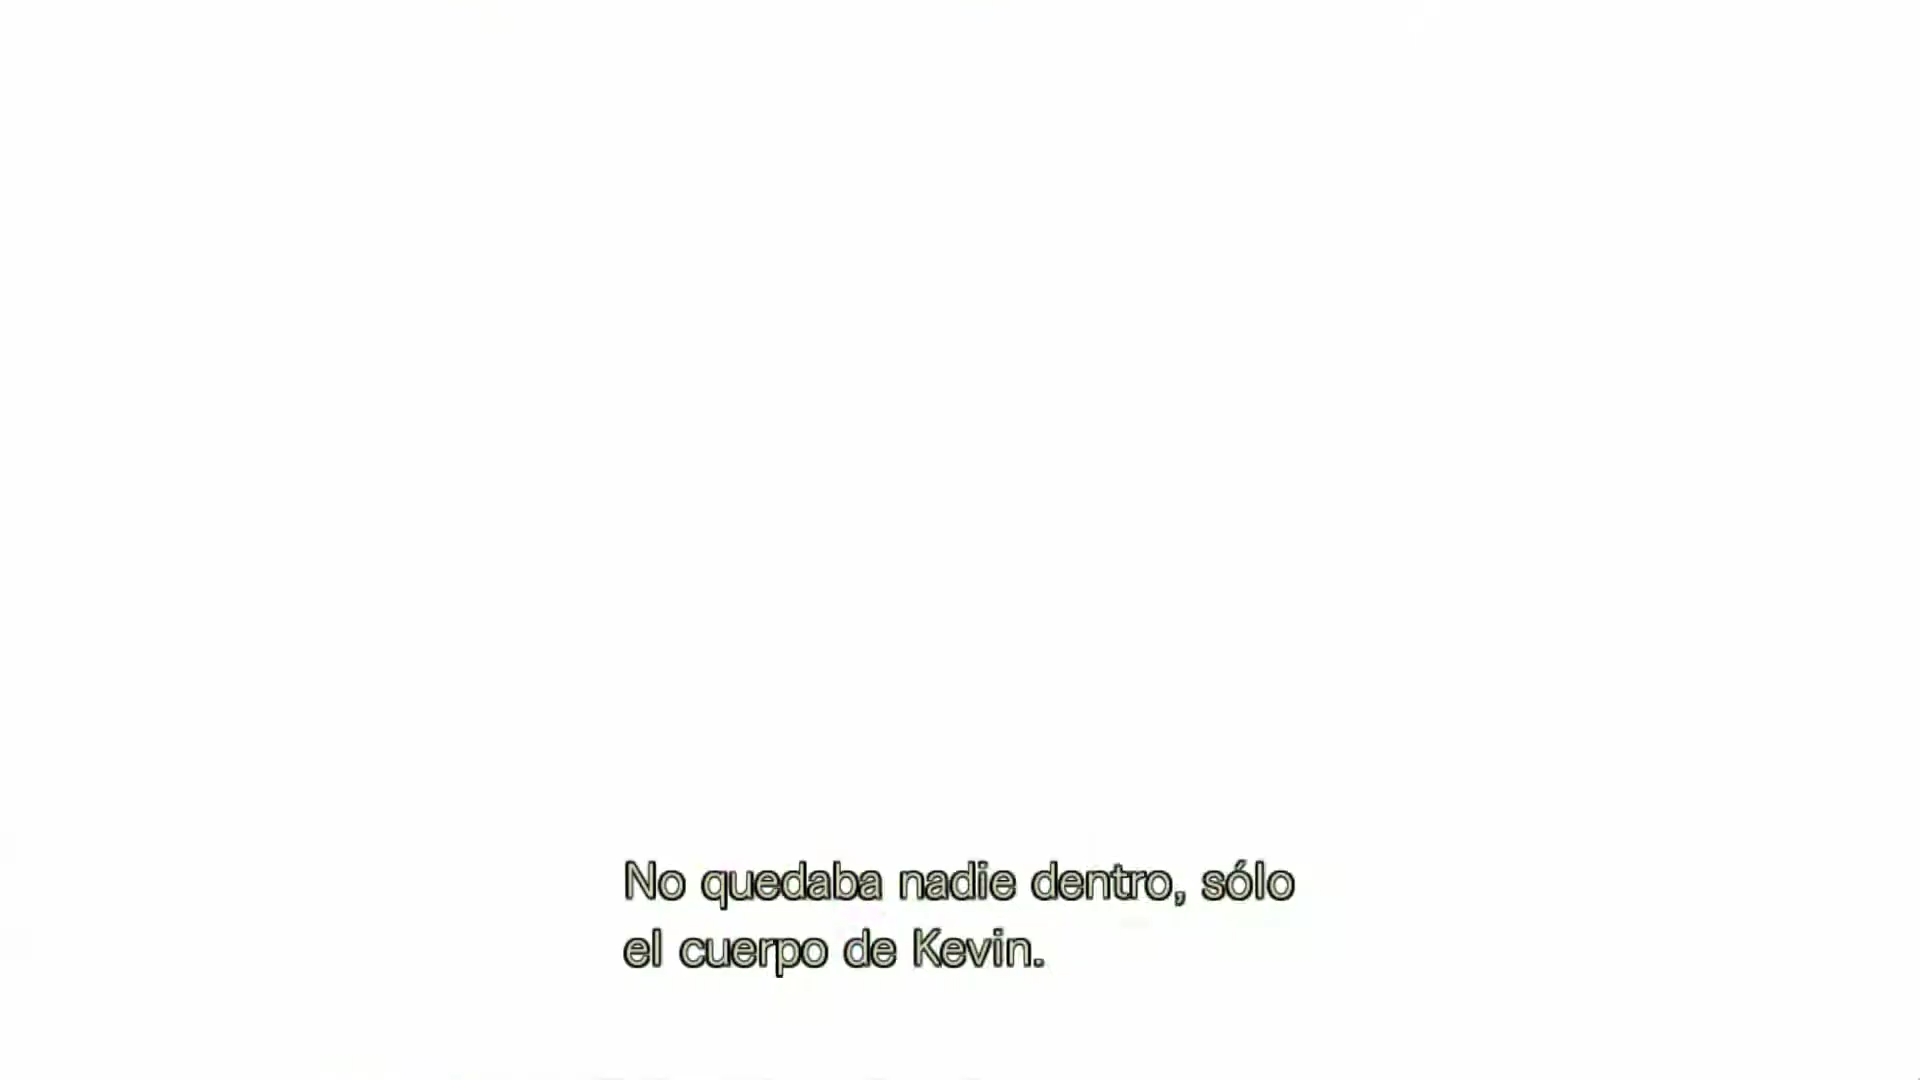 No quedaba nadie dentro, sólo
el cuerpo de Kevin.